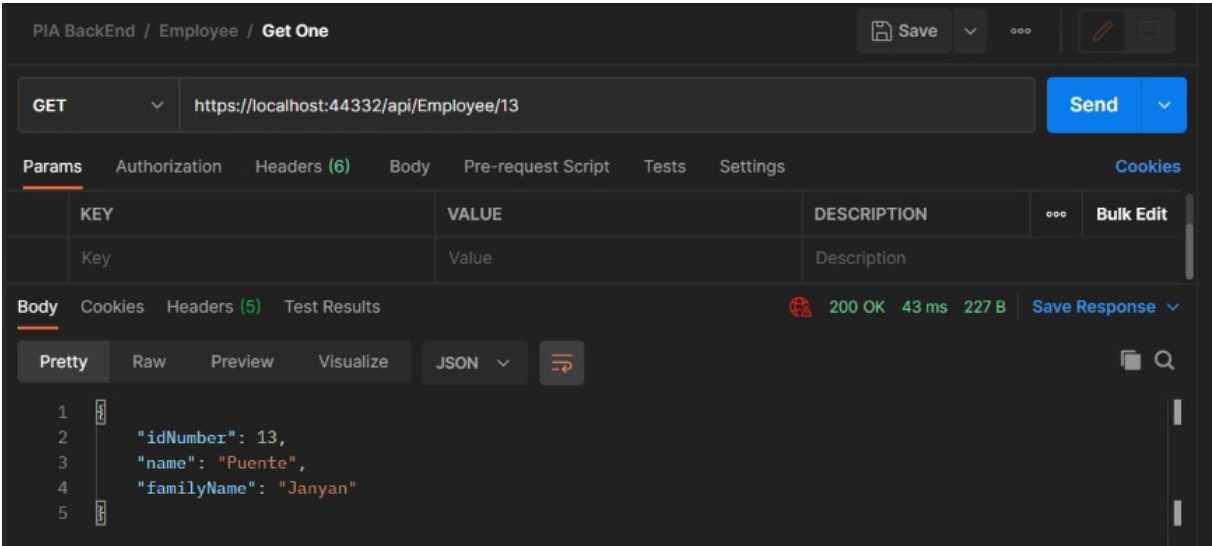 PIA BackEnd / Employee / Get One Save ooo
GET https://localhost:44332/api/Employee/13 Send
Params Authorization Headers (6) Body Pre-request Script Tests Settings Cookies
KEY VALUE DESCRIPTION ooo Bulk Edit
Key Value Description
Body Cookies Headers (5) Test Results 200 OK 43 ms 227 B Save Response
Pretty Raw Preview Visualize JSON
1 {
2 "idNumber": 13,
3 "name": "Puente",
4 "familyName": "Janyan"
5 }